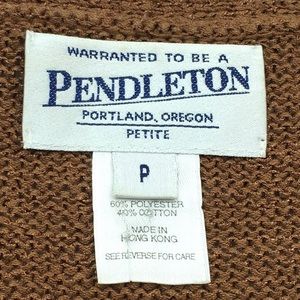 WARRANTED TO BE A
PENDLETON
PORTLAND, OREGON
PETITE
P
60% POLYESTER
40% COTTON
MADE IN
HONG KONG
SEE REVERSE FOR CARE